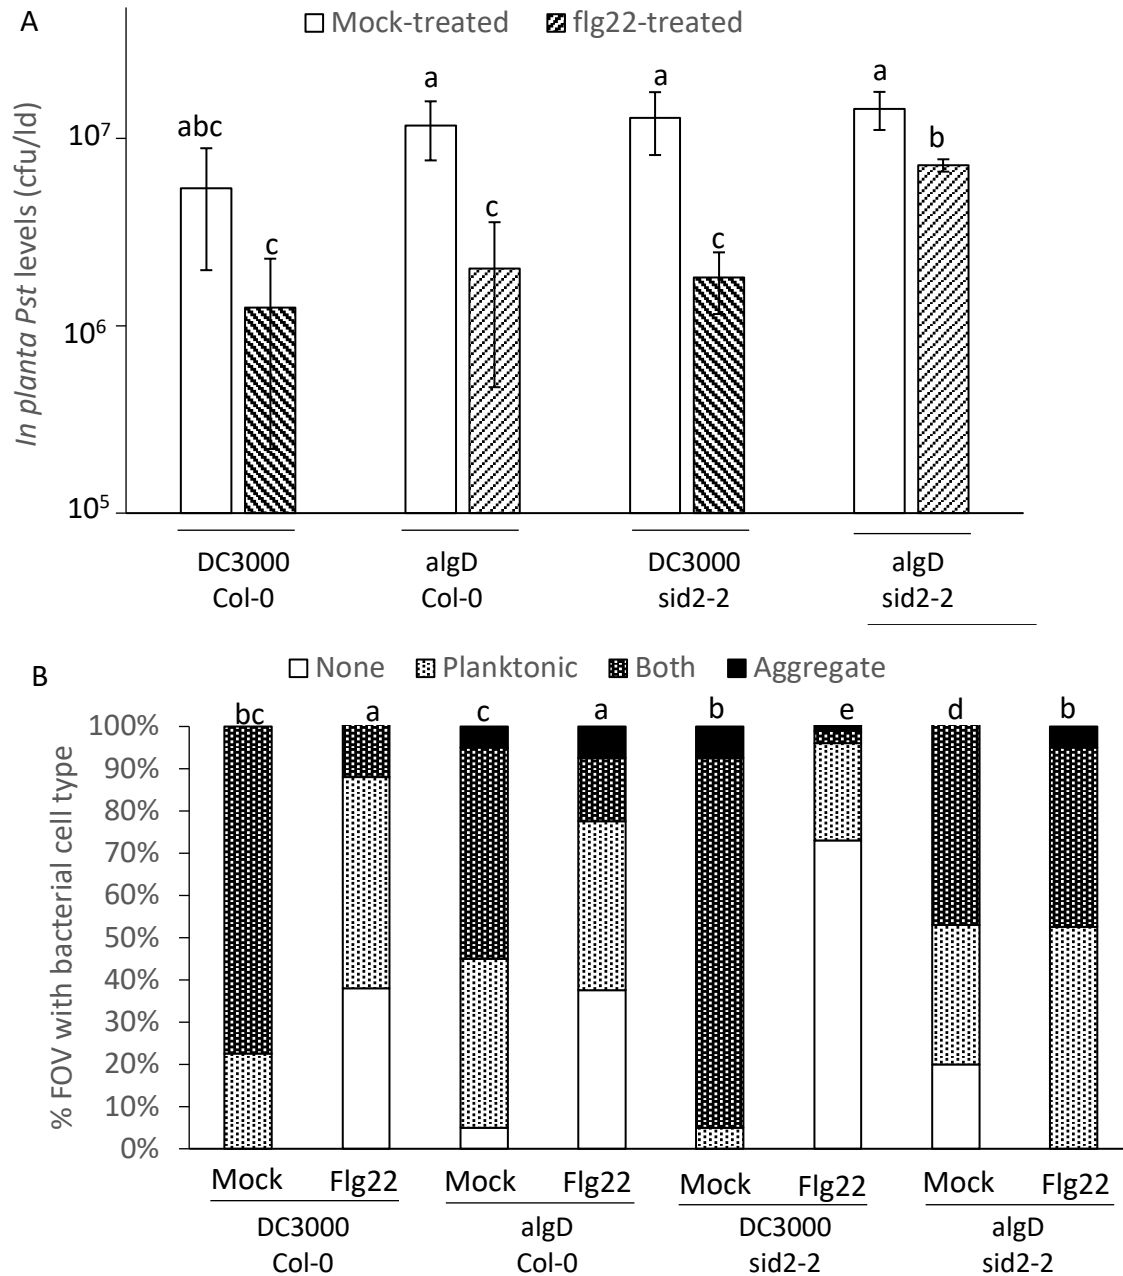 A
Mock-treated flg22-treated
In planta Pst levels (cfu/ld)
10⁷
10⁶
10⁵
abc c a c a c a b
DC3000 algD DC3000 algD
Col-0 Col-0 sid2-2 sid2-2
B
None Planktonic Both Aggregate
% FOV with bacterial cell type
100%
90%
80%
70%
60%
50%
40%
30%
20%
10%
0%
bc a c a b e d b
Mock Flg22 Mock Flg22 Mock Flg22 Mock Flg22
DC3000 algD DC3000 algD
Col-0 Col-0 sid2-2 sid2-2